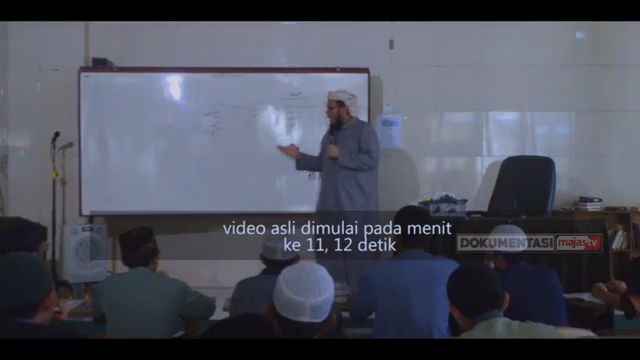 video asli dimulai pada menit
ke 11, 12 detik
DOKUMENTASI majas.tv